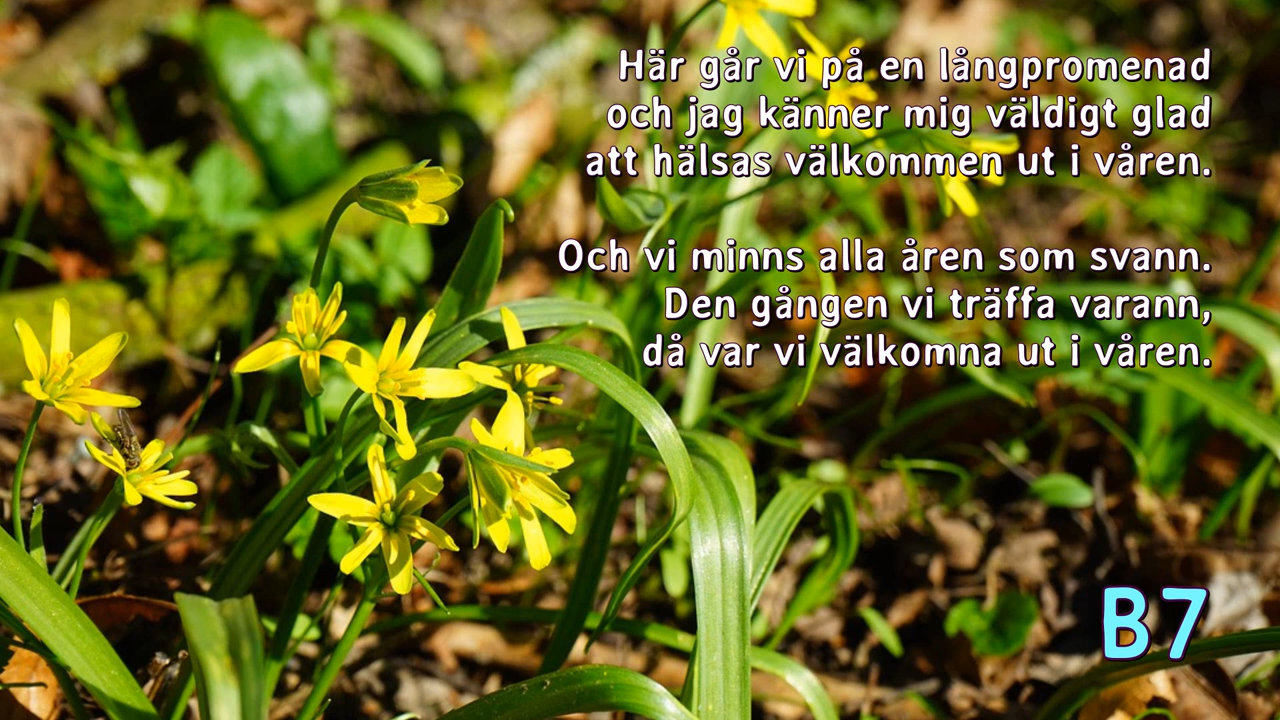 Här går vi på en långpromenad
och jag känner mig väldigt glad
att hälsas välkommen ut i våren.
Och vi minns alla åren som svann.
Den gången vi träffa varann,
då var vi välkomna ut i våren.
B7